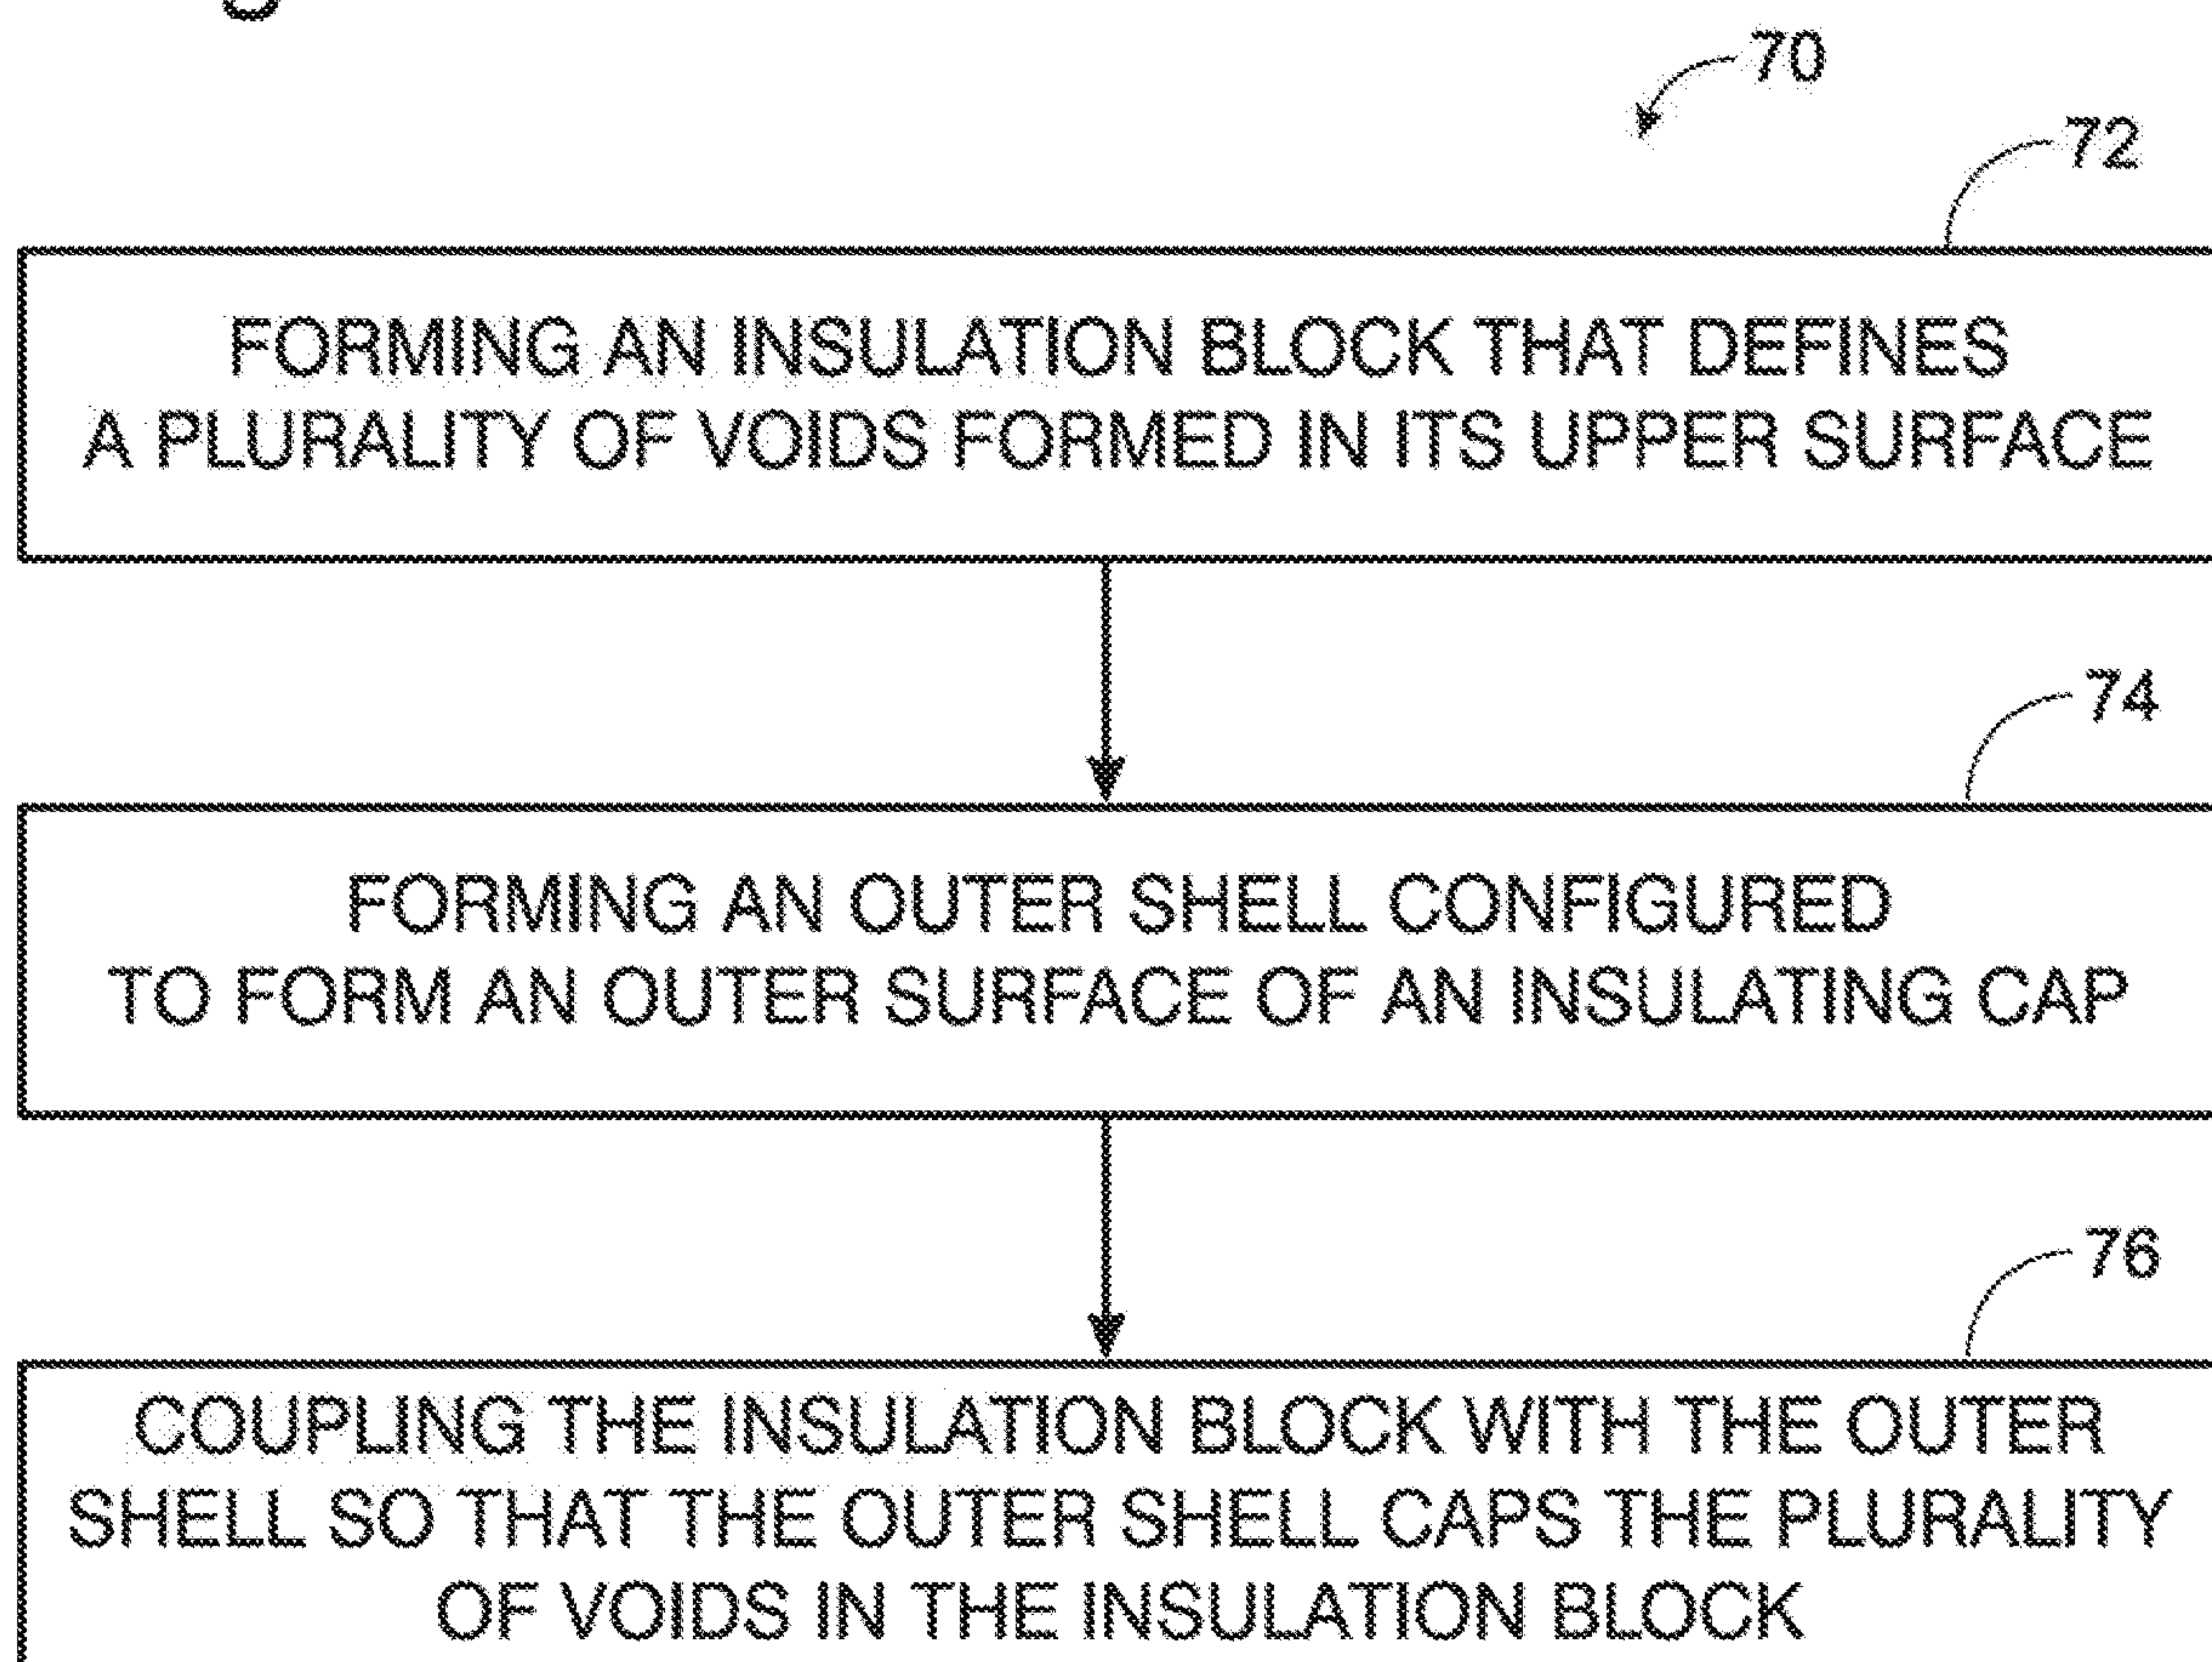 70
72
FORMING AN INSULATION BLOCK THAT DEFINES
A PLURALITY OF VOIDS FORMED IN ITS UPPER SURFACE
74
FORMING AN OUTER SHELL CONFIGURED
TO FORM AN OUTER SURFACE OF AN INSULATING CAP
76
COUPLING THE INSULATION BLOCK WITH THE OUTER
SHELL SO THAT THE OUTER SHELL CAPS THE PLURALITY
OF VOIDS IN THE INSULATION BLOCK